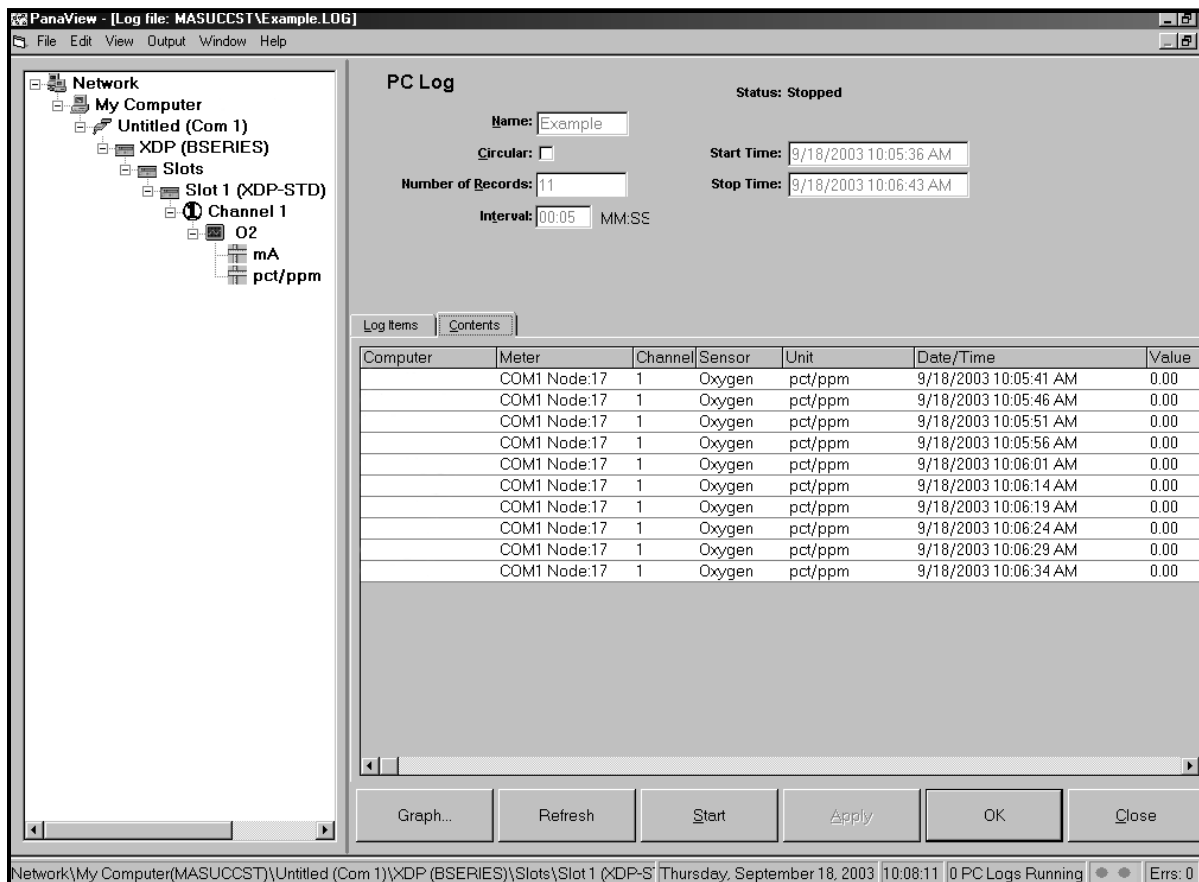 PanaView - [Log file: MASUCCST\Example.LOG]
File Edit View Output Window Help
Network
My Computer
Untitled (Com 1)
XDP (BSERIES)
Slots
Slot 1 (XDP-STD)
Channel 1
O2
mA
pct/ppm
PC Log
Status: Stopped
Name: Example
Circular:
Start Time: 9/18/2003 10:05:36 AM
Number of Records: 11
Stop Time: 9/18/2003 10:06:43 AM
Interval: 00:05 MM:SS
Log Items Contents
Computer Meter Channel Sensor Unit Date/Time Value
COM1 Node:17 1 Oxygen pct/ppm 9/18/2003 10:05:41 AM 0.00
COM1 Node:17 1 Oxygen pct/ppm 9/18/2003 10:05:46 AM 0.00
COM1 Node:17 1 Oxygen pct/ppm 9/18/2003 10:05:51 AM 0.00
COM1 Node:17 1 Oxygen pct/ppm 9/18/2003 10:05:56 AM 0.00
COM1 Node:17 1 Oxygen pct/ppm 9/18/2003 10:06:01 AM 0.00
COM1 Node:17 1 Oxygen pct/ppm 9/18/2003 10:06:14 AM 0.00
COM1 Node:17 1 Oxygen pct/ppm 9/18/2003 10:06:19 AM 0.00
COM1 Node:17 1 Oxygen pct/ppm 9/18/2003 10:06:24 AM 0.00
COM1 Node:17 1 Oxygen pct/ppm 9/18/2003 10:06:29 AM 0.00
COM1 Node:17 1 Oxygen pct/ppm 9/18/2003 10:06:34 AM 0.00
Graph... Refresh Start Apply OK Close
Network\My Computer(MASUCCST)\Untitled (Com 1)\XDP (BSERIES)\Slots\Slot 1 (XDP-S Thursday, September 18, 2003 10:08:11 0 PC Logs Running Errs: 0